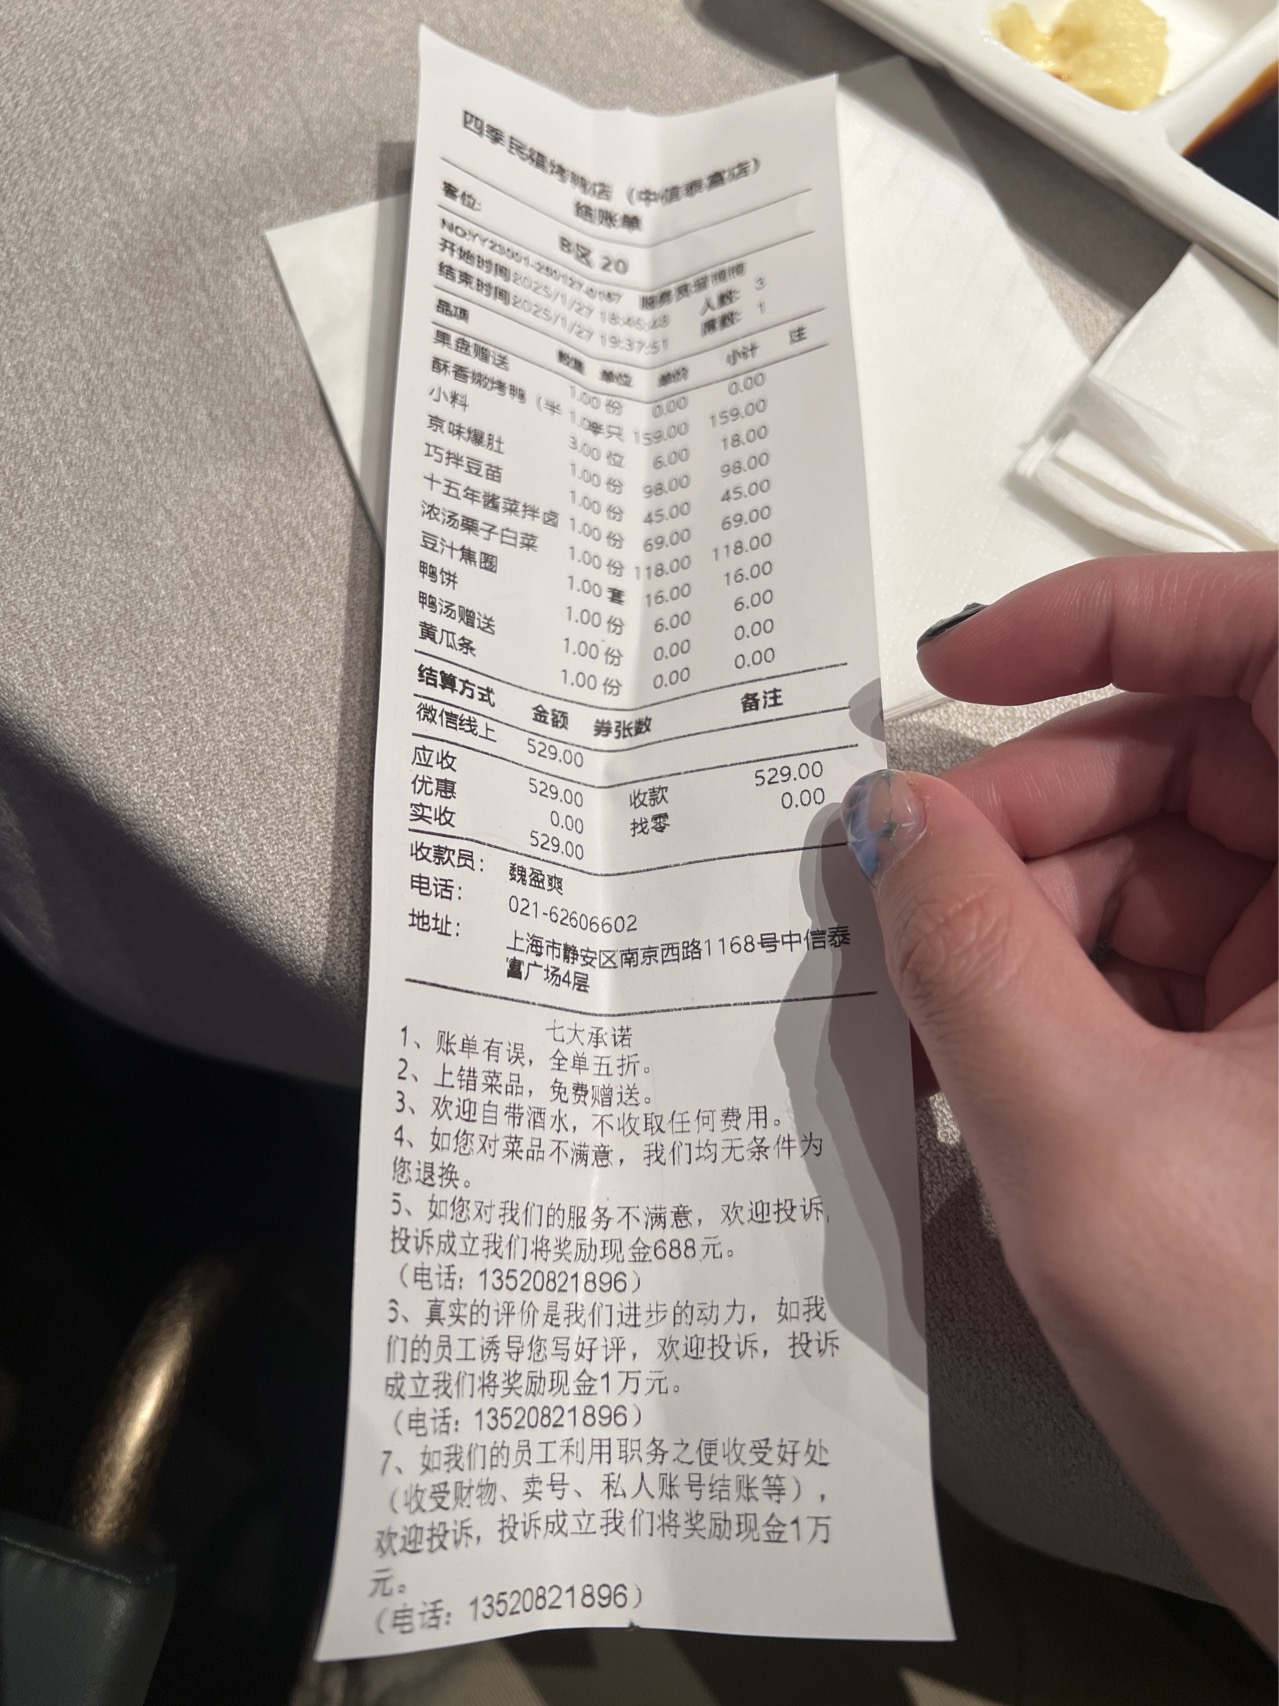 四季民福烤鸭店（中信泰富店）
结账单
客位: B区 20
NO:YY23001-250127-0167 服务员:
开始时间:2025/1/27 18:45:43 人数: 3
结束时间:2025/1/27 19:37:51 席数: 1
品项 数量 单位 单价 小计 注
果盘赠送 1.00 份 0.00 0.00
酥香嫩烤鸭（半 1.00 半只 159.00 159.00
小料 3.00 位 6.00 18.00
京味爆肚 1.00 份 98.00 98.00
巧拌豆苗 1.00 份 45.00 45.00
十五年酱菜拌卤 1.00 份 69.00 69.00
浓汤栗子白菜 1.00 份 118.00 118.00
豆汁焦圈 1.00 套 16.00 16.00
鸭饼 1.00 份 6.00 6.00
鸭汤赠送 1.00 份 0.00 0.00
黄瓜条 1.00 份 0.00 0.00
结算方式 金额 券张数 备注
微信线上 529.00
应收 529.00 收款 529.00
优惠 0.00 找零 0.00
实收 529.00
收款员: 魏盈爽
电话: 021-62606602
地址: 上海市静安区南京西路1168号中信泰
富广场4层
七大承诺
1、账单有误，全单五折。
2、上错菜品，免费赠送。
3、欢迎自带酒水，不收取任何费用。
4、如您对菜品不满意，我们均无条件为
您退换。
5、如您对我们的服务不满意，欢迎投诉，
投诉成立我们将奖励现金688元。
（电话: 13520821896）
6、真实的评价是我们进步的动力，如我
们的员工诱导您写好评，欢迎投诉，投诉
成立我们将奖励现金1万元。
（电话: 13520821896）
7、如我们的员工利用职务之便收受好处
（收受财物、卖号、私人账号结账等），
欢迎投诉，投诉成立我们将奖励现金1万
元。
（电话: 13520821896）